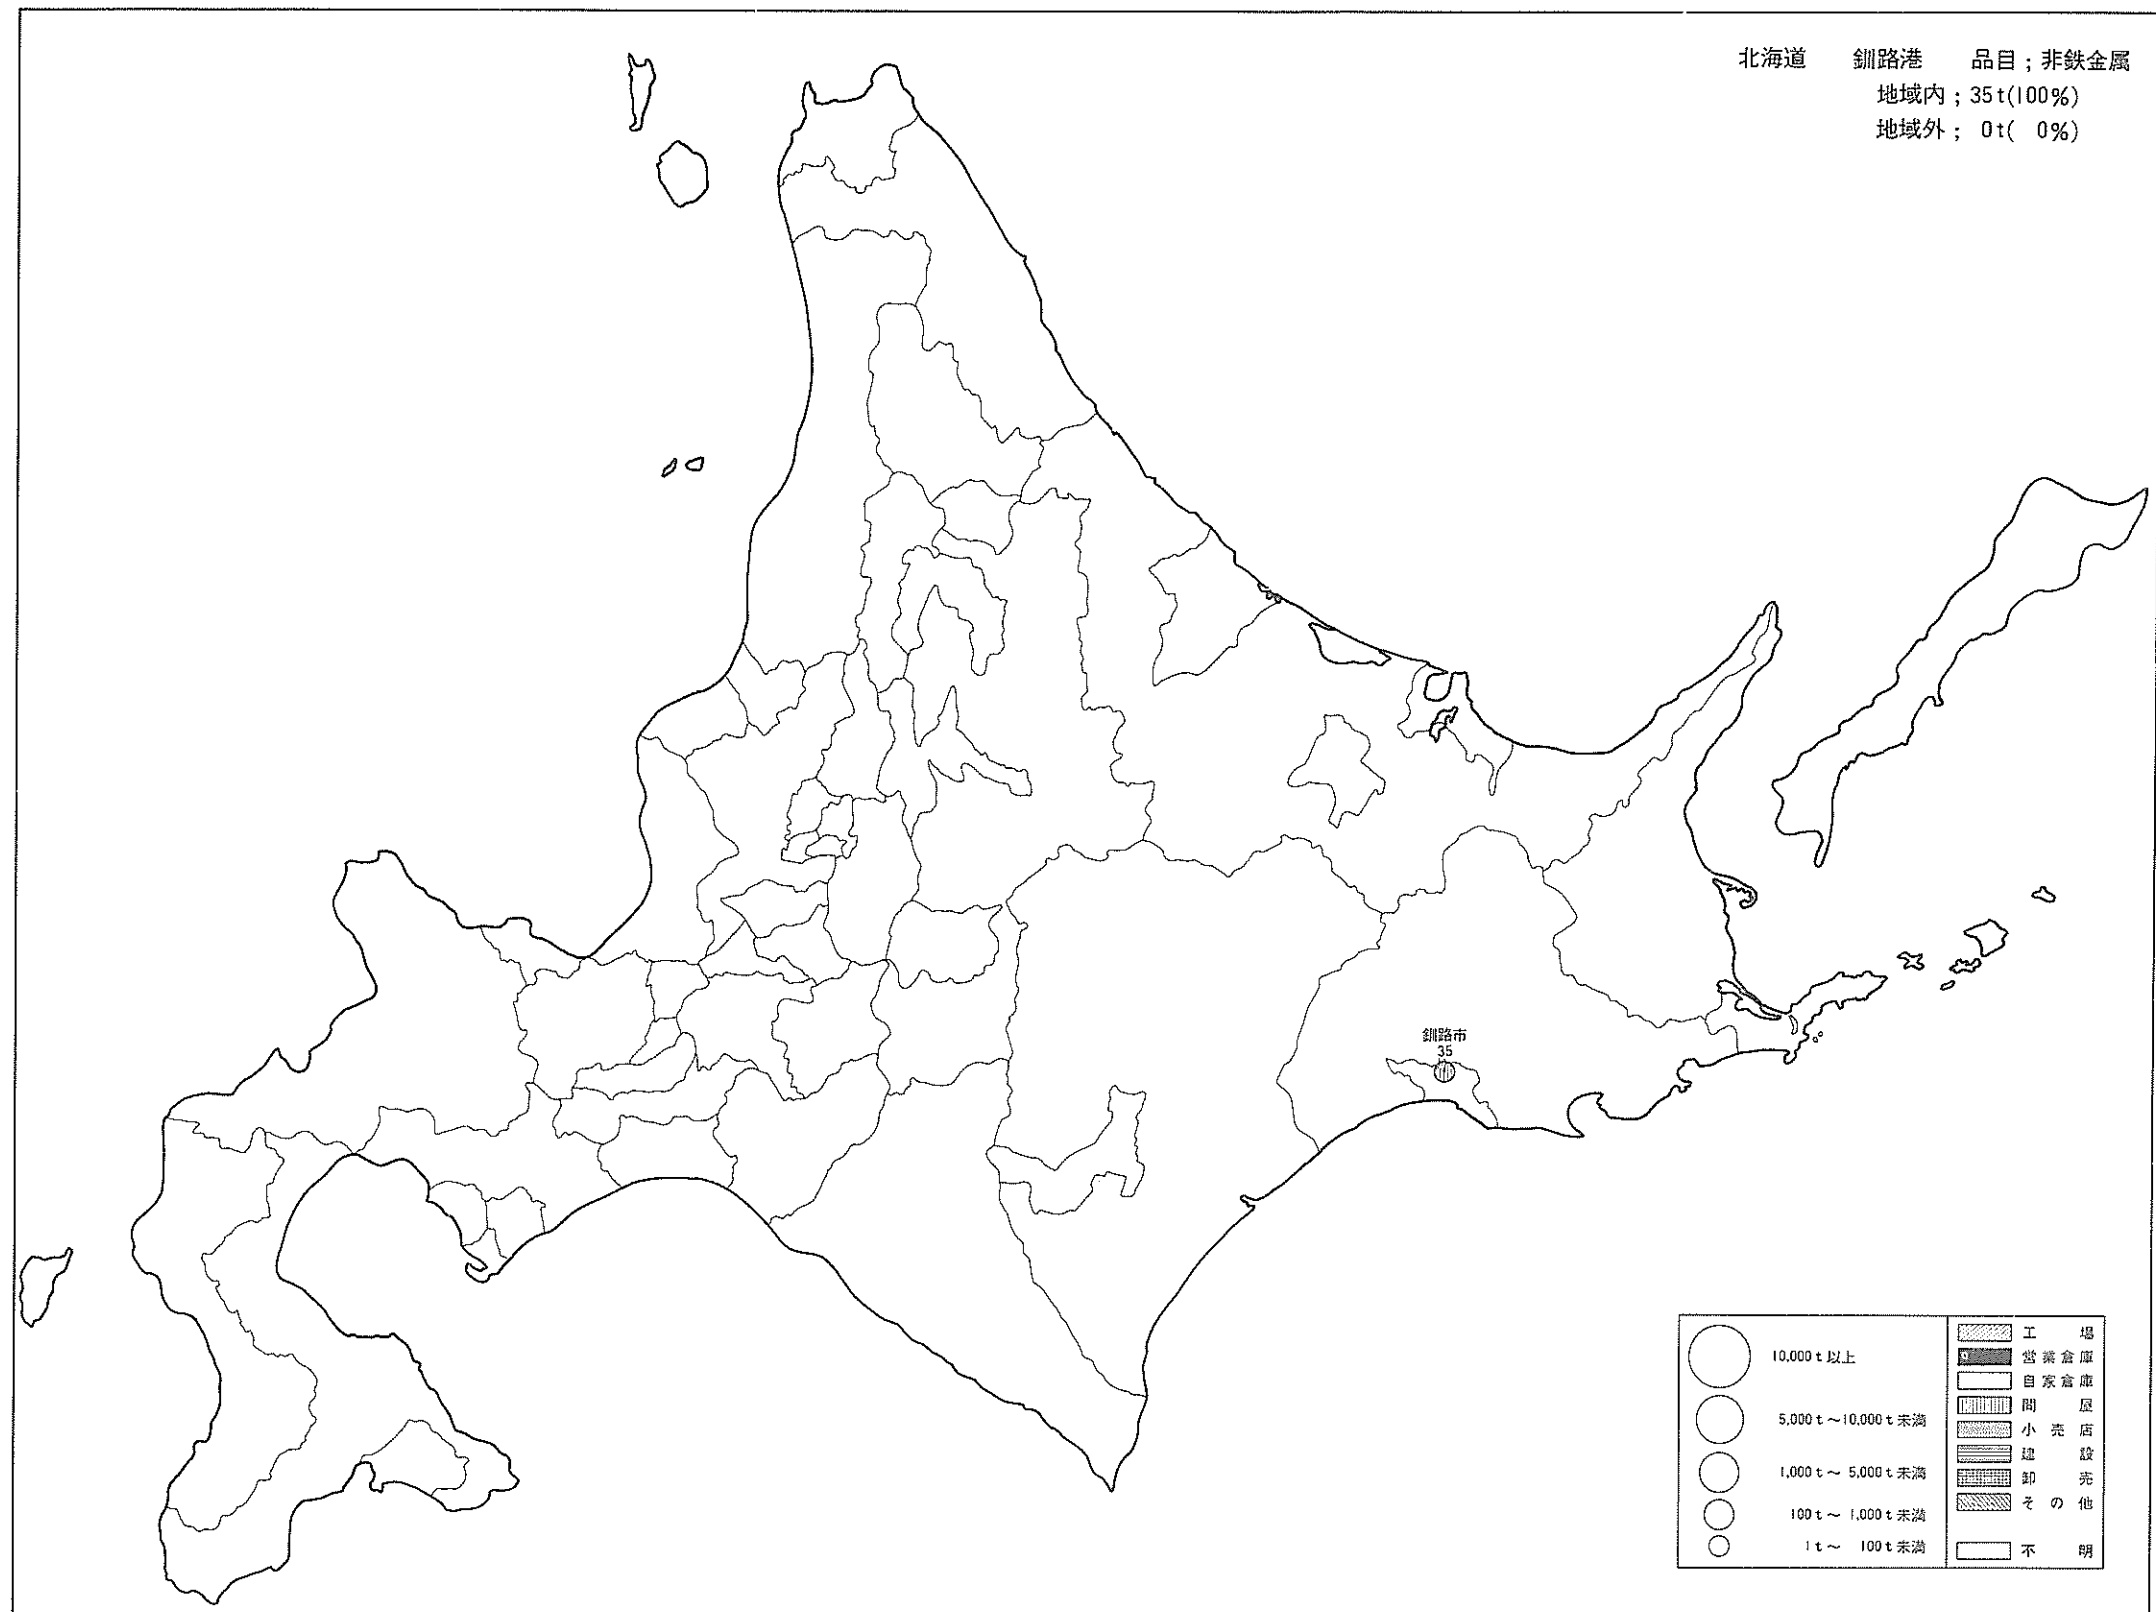 北海道　釧路港　品目；非鉄金属
地域内；35t(100%)
地域外； 0t( 0%)
釧路市
35
10,000t以上
5,000t～10,000t未満
1,000t～ 5,000t未満
100t～ 1,000t未満
1t～ 100t未満
工場
営業倉庫
自家倉庫
問屋
小売店
建設
卸売
その他
不明